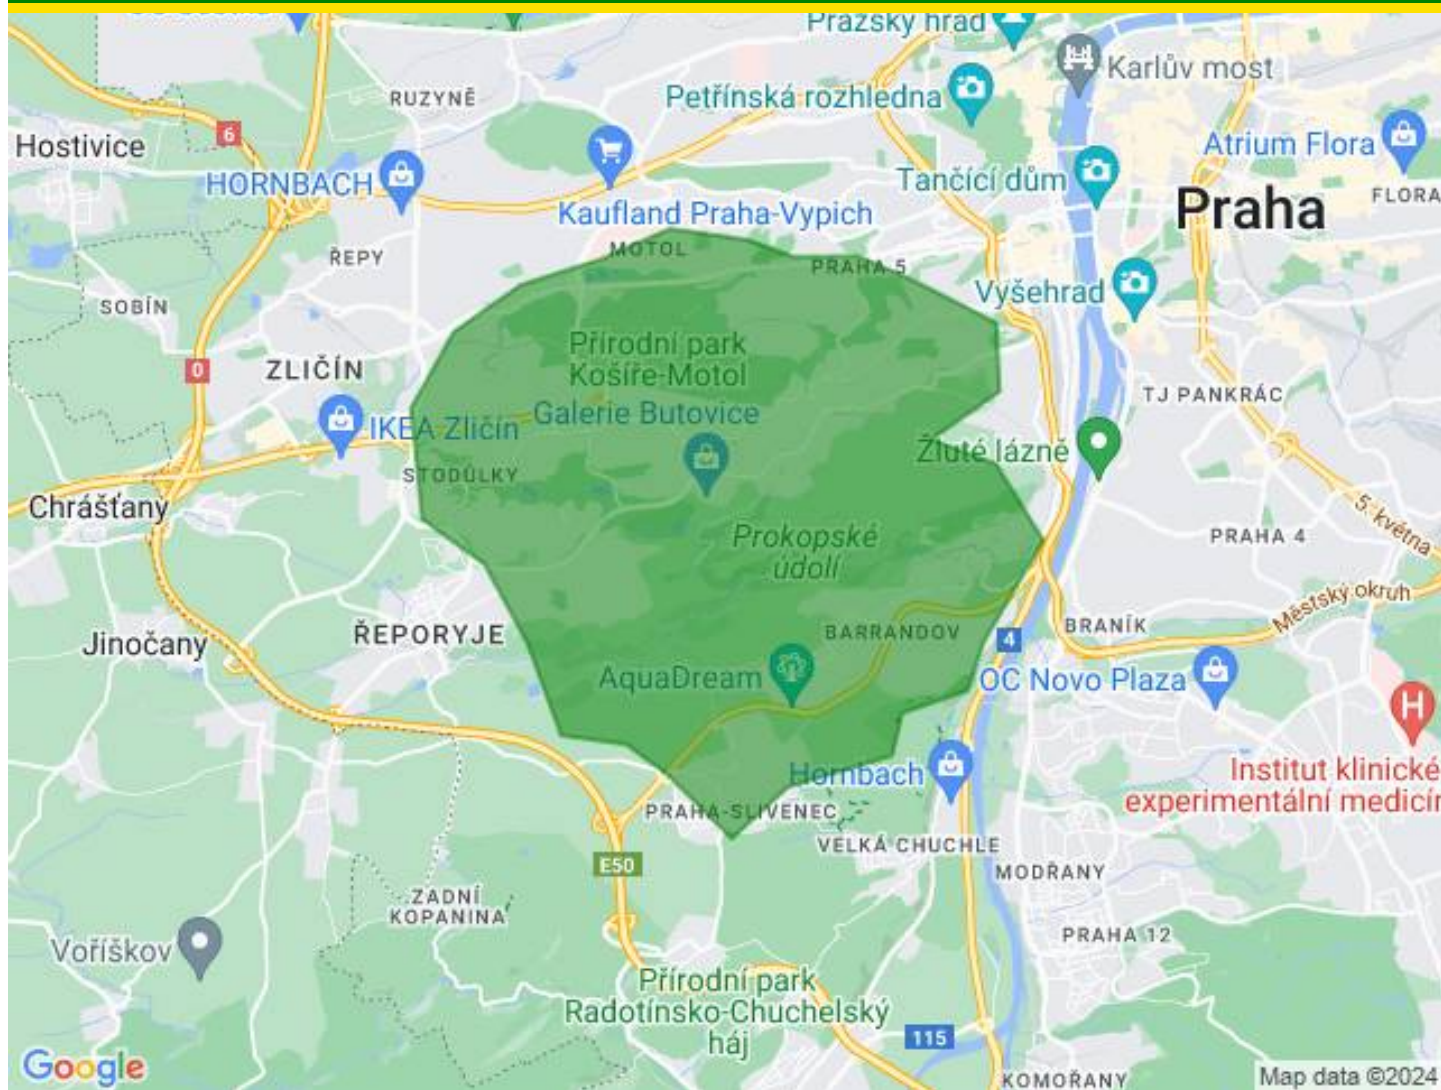 Pražský hrad
Karlův most
RUZYNĚ
Petřínská rozhledna
6
Hostivice
Atrium Flora
HORNBACH
Tančící dům
FLORA
Kaufland Praha-Vypich
Praha
MOTOL
ŘEPY
PRAHA 5
Vyšehrad
SOBÍN
Přírodní park
Košíře-Motol
0
ZLIČÍN
TJ PANKRÁC
Galerie Butovice
IKEA Zličín
Žluté lázně
STODŮLKY
Chrášťany
5. května
Prokopské
údolí
PRAHA 4
Městský okruh
ŘEPORYJE
BARRANDOV
4
BRANÍK
Jinočany
AquaDream
OC Novo Plaza
H
Hornbach
Institut klinické
experimentální medicín
PRAHA-SLIVENEC
VELKÁ CHUCHLE
E50
MODŘANY
ZADNÍ
KOPANINA
PRAHA 12
Voříškov
Přírodní park
Radotínsko-Chuchelský
háj
115
Google
KOMOŘANY
Map data ©2024